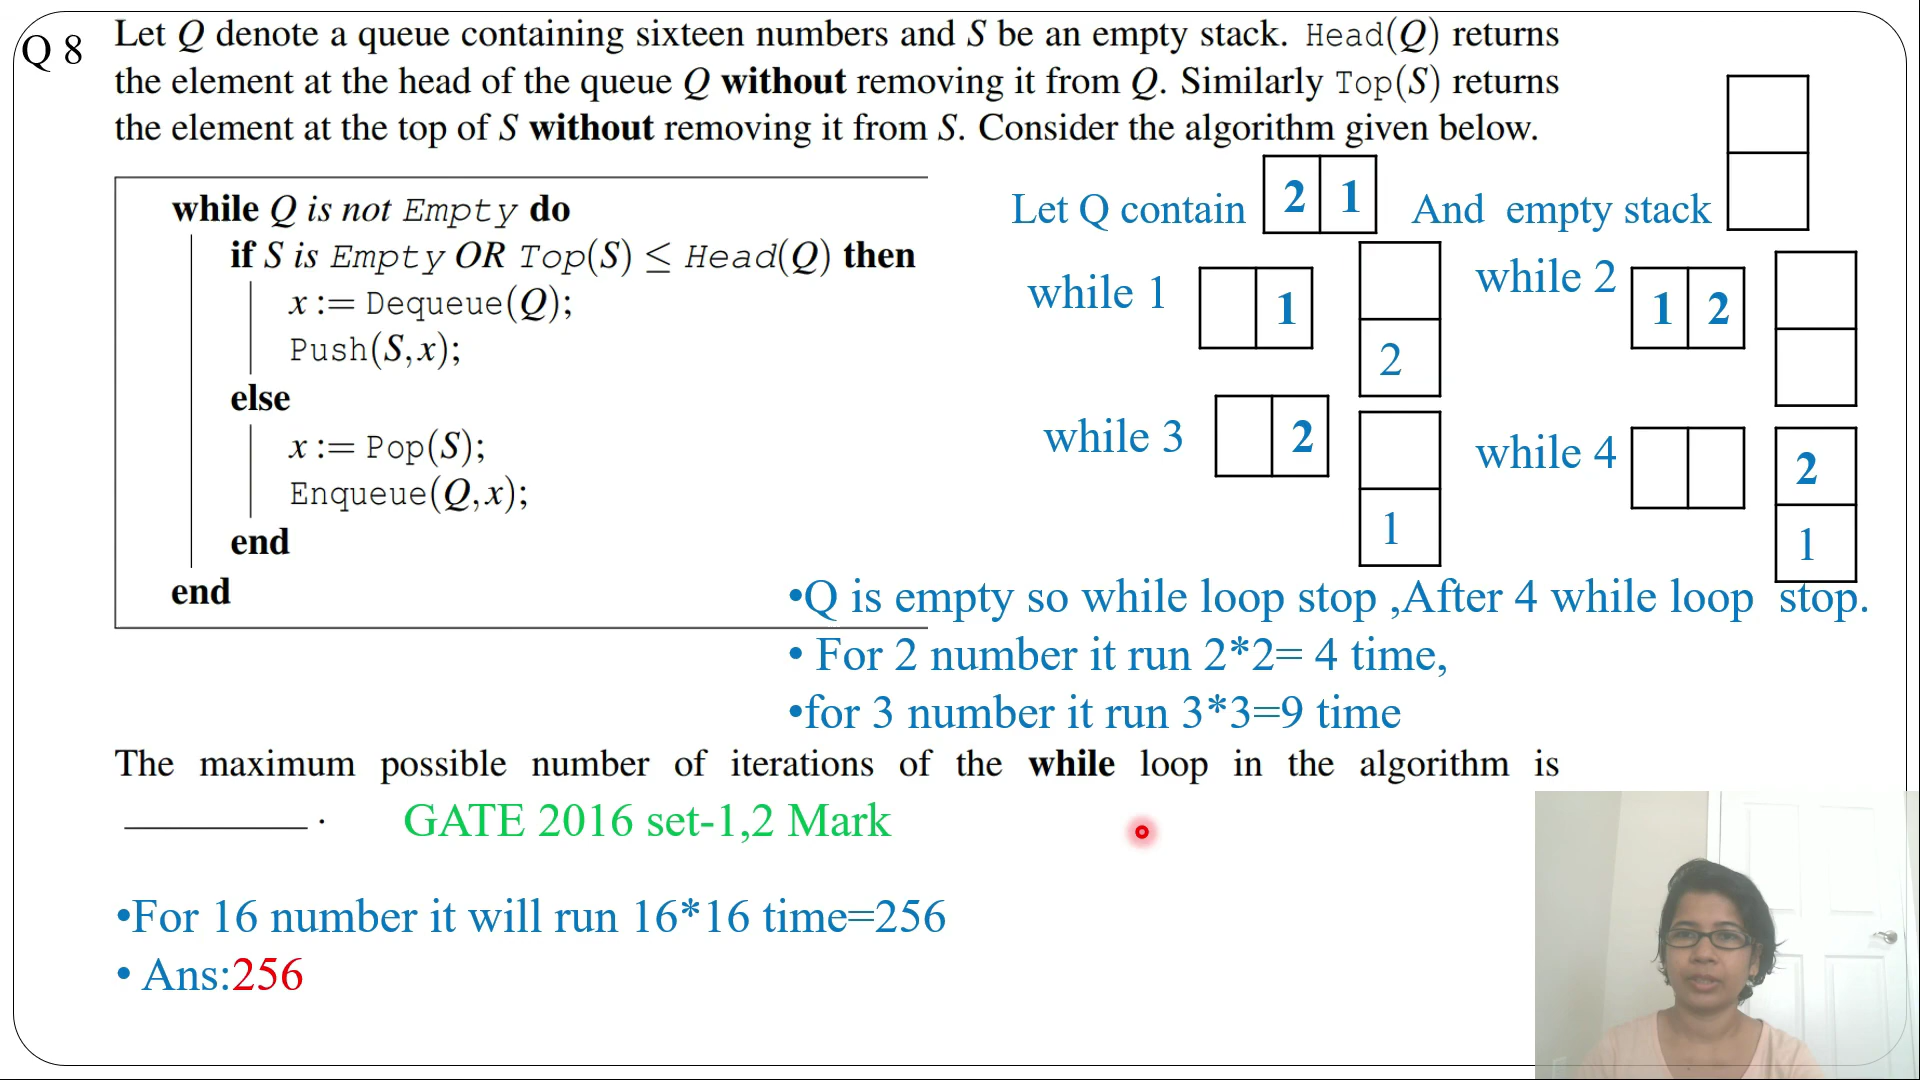 Q 8
Let Q denote a queue containing sixteen numbers and S be an empty stack. Head(Q) returns
the element at the head of the queue Q without removing it from Q. Similarly Top(S) returns
the element at the top of S without removing it from S. Consider the algorithm given below.
while Q is not Empty do
if S is Empty OR Top(S) ≤ Head(Q) then
x := Dequeue(Q);
Push(S,x);
else
x := Pop(S);
Enqueue(Q,x);
end
end
Let Q contain 2 1 And empty stack
while 1 1 2
while 2 1 2
while 3 2 1
while 4 2 1
•Q is empty so while loop stop ,After 4 while loop stop.
• For 2 number it run 2*2= 4 time,
•for 3 number it run 3*3=9 time
The maximum possible number of iterations of the while loop in the algorithm is
.
GATE 2016 set-1,2 Mark
•For 16 number it will run 16*16 time=256
• Ans:256